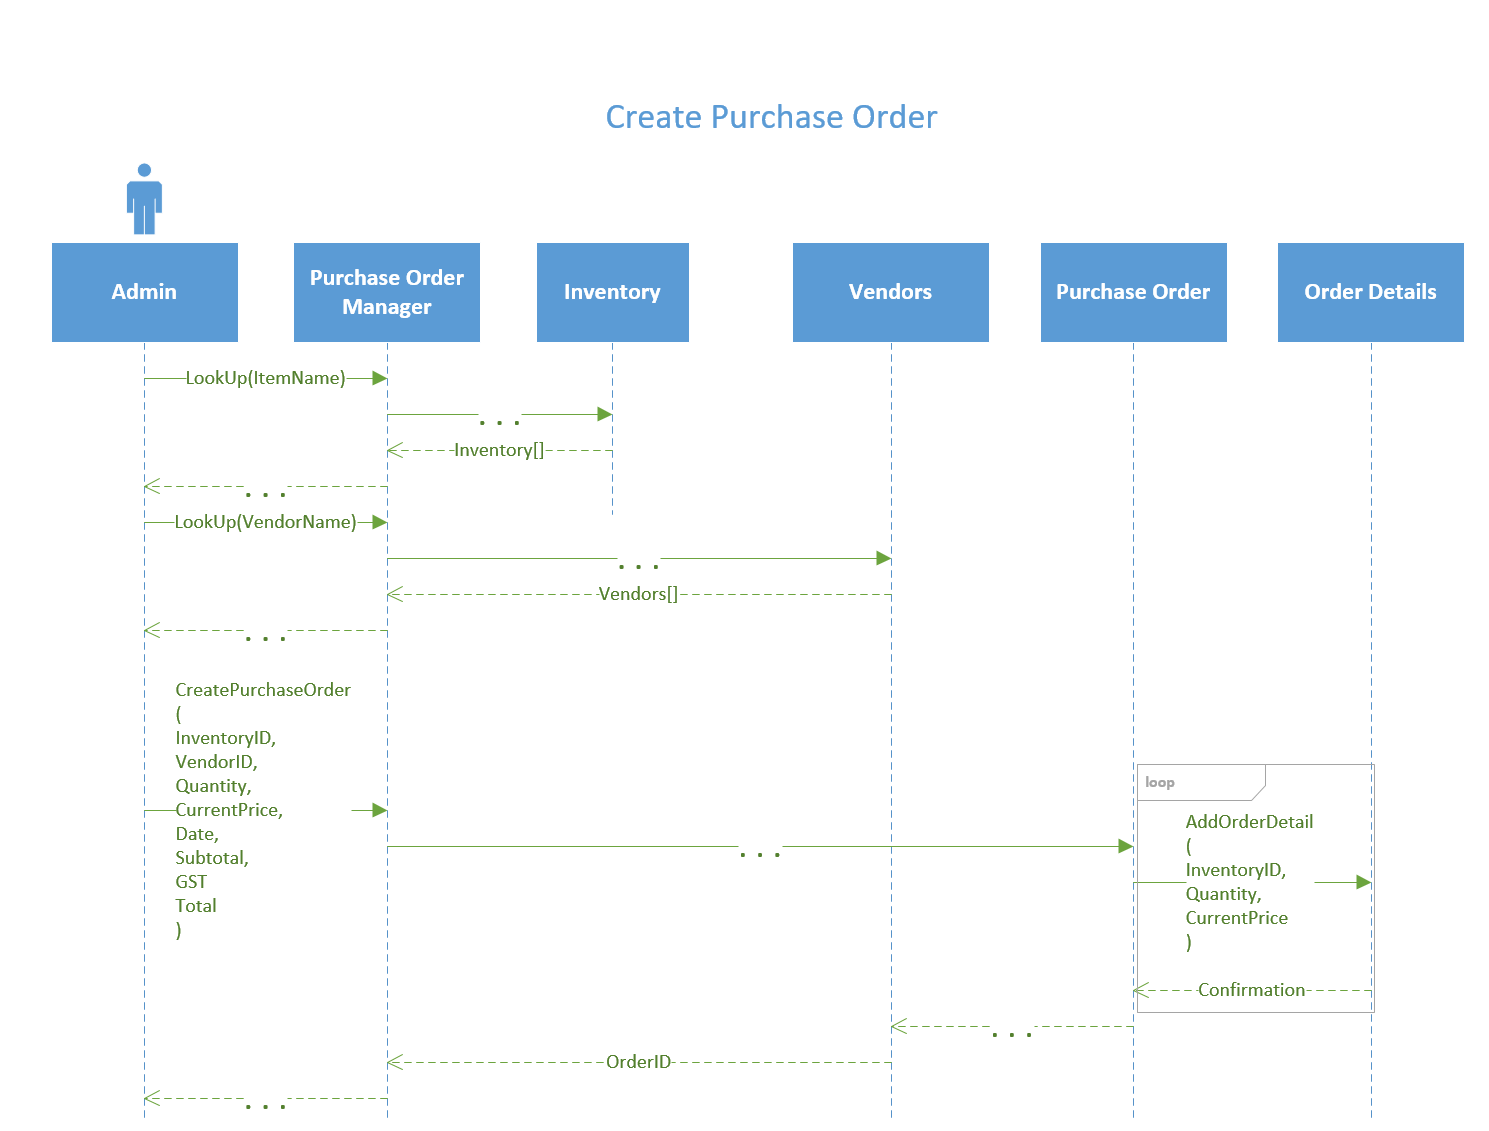 Create Purchase Order
Admin
Purchase Order
Manager
Inventory
Vendors
Purchase Order
Order Details
LookUp(ItemName)
. . .
Inventory[]
. . .
LookUp(VendorName)
. . .
Vendors[]
. . .
CreatePurchaseOrder
(
InventoryID,
VendorID,
Quantity,
CurrentPrice,
Date,
Subtotal,
GST
Total
)
. . .
loop
AddOrderDetail
(
InventoryID,
Quantity,
CurrentPrice
)
Confirmation
. . .
OrderID
. . .